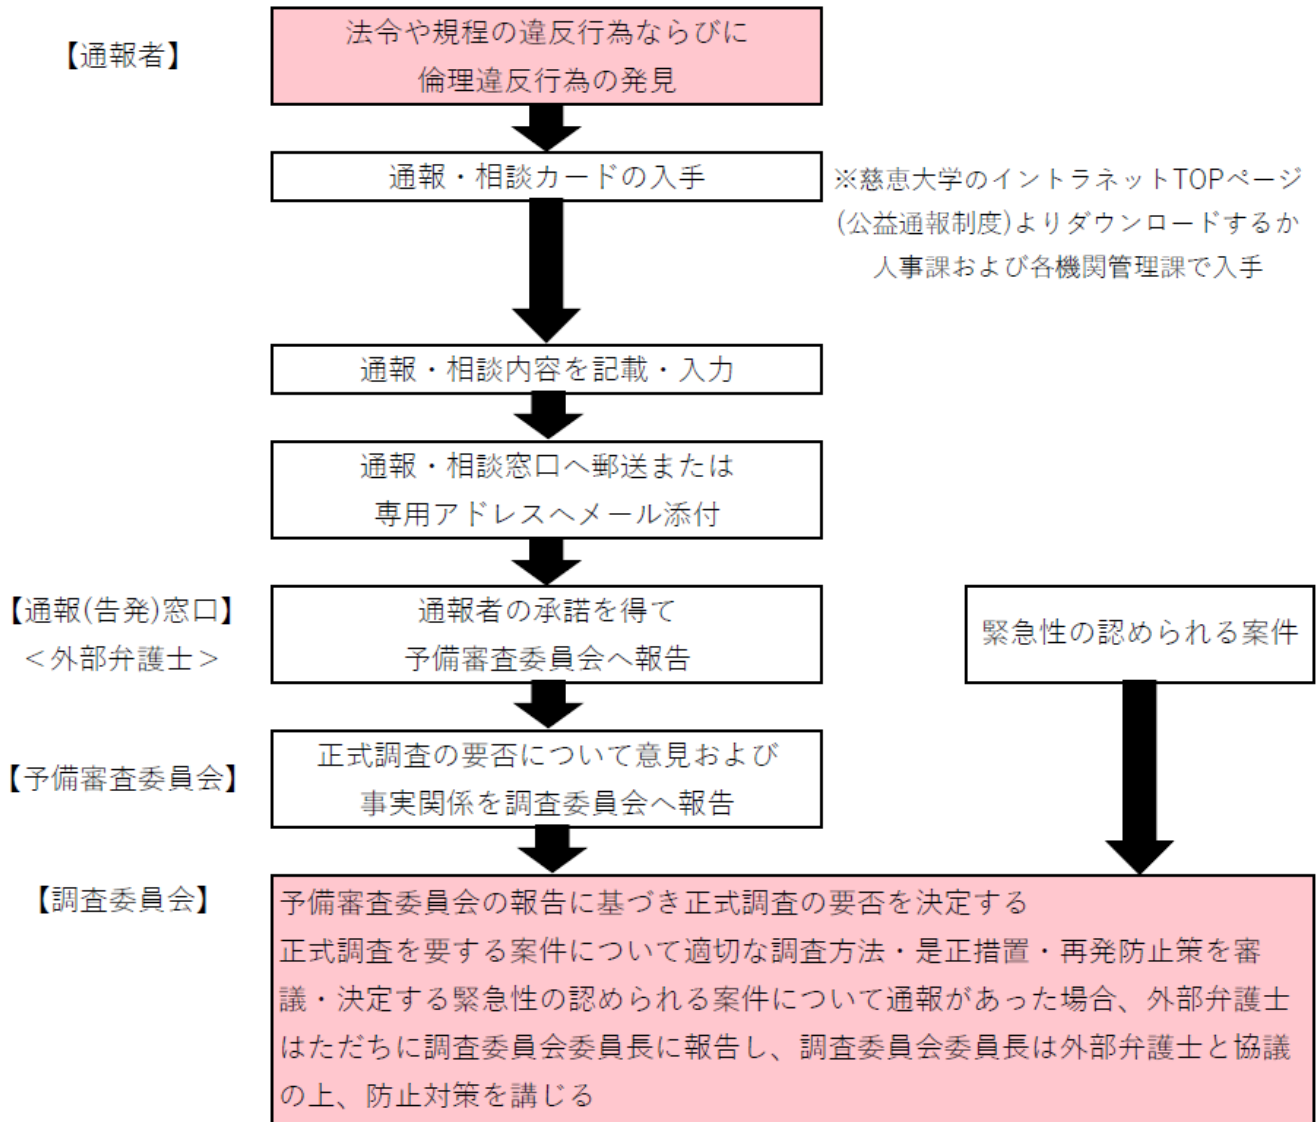 【通報者】
法令や規程の違反行為ならびに
倫理違反行為の発見
通報・相談カードの入手
※慈恵大学のイントラネットTOPページ
(公益通報制度)よりダウンロードするか
人事課および各機関管理課で入手
通報・相談内容を記載・入力
通報・相談窓口へ郵送または
専用アドレスへメール添付
【通報(告発)窓口】
＜外部弁護士＞
通報者の承諾を得て
予備審査委員会へ報告
緊急性の認められる案件
【予備審査委員会】
正式調査の要否について意見および
事実関係を調査委員会へ報告
【調査委員会】
予備審査委員会の報告に基づき正式調査の要否を決定する
正式調査を要する案件について適切な調査方法・是正措置・再発防止策を審
議・決定する緊急性の認められる案件について通報があった場合、外部弁護士
はただちに調査委員会委員長に報告し、調査委員会委員長は外部弁護士と協議
の上、防止対策を講じる